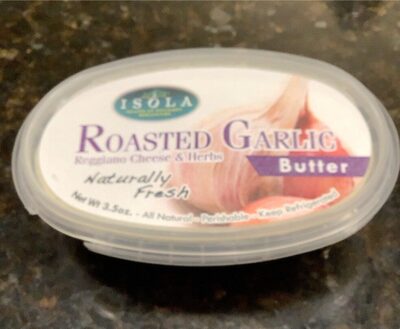 ISOLA
ROASTED GARLIC
Reggiano Cheese & Herbs
Butter
Naturally
Fresh
Net Wt 3.5oz. - All Natural - Perishable - Keep Refrigerated